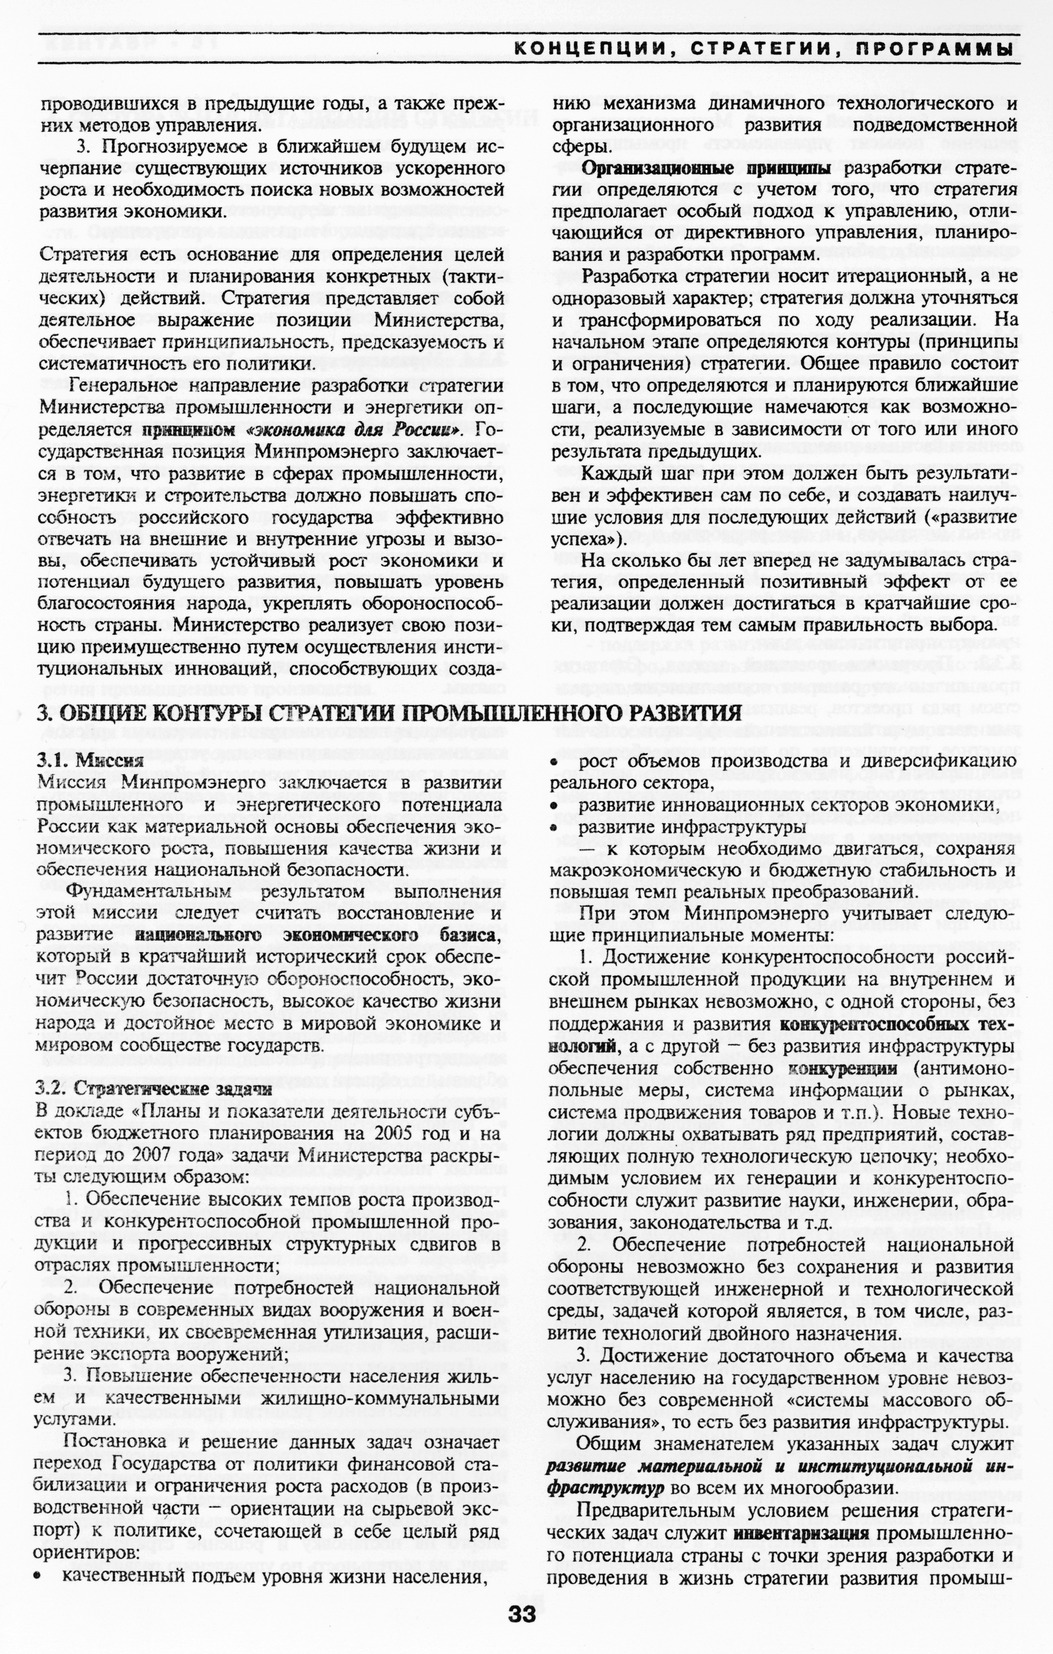 КОНЦЕПЦИИ, СТРАТЕГИИ, ПРОГРАММЫ
проводившихся в предыдущие годы, а также преж-
них методов управления.
3. Прогнозируемое в ближайшем будущем ис-
черпание существующих источников ускоренного
роста и необходимость поиска новых возможностей
развития экономики.
Стратегия есть основание для определения целей
деятельности и планирования конкретных (такти-
ческих) действий. Стратегия представляет собой
деятельное выражение позиции Министерства,
обеспечивает принципиальность, предсказуемость и
систематичность его политики.
Генеральное направление разработки стратегии
Министерства промышленности и энергетики оп-
ределяется принципом «экономика для России». Го-
сударственная позиция Минпромэнерго заключает-
ся в том, что развитие в сферах промышленности,
энергетики и строительства должно повышать спо-
собность российского государства эффективно
отвечать на внешние и внутренние угрозы и вызо-
вы, обеспечивать устойчивый рост экономики и
потенциал будущего развития, повышать уровень
благосостояния народа, укреплять обороноспособ-
ность страны. Министерство реализует свою пози-
цию преимущественно путем осуществления инсти-
туциональных инноваций, способствующих созда-
нию механизма динамичного технологического и
организационного развития подведомственной
сферы.
Организационные принципы разработки страте-
гии определяются с учетом того, что стратегия
предполагает особый подход к управлению, отли-
чающийся от директивного управления, планиро-
вания и разработки программ.
Разработка стратегии носит итерационный, а не
одноразовый характер; стратегия должна уточняться
и трансформироваться по ходу реализации. На
начальном этапе определяются контуры (принципы
и ограничения) стратегии. Общее правило состоит
в том, что определяются и планируются ближайшие
шаги, а последующие намечаются как возможно-
сти, реализуемые в зависимости от того или иного
результата предыдущих.
Каждый шаг при этом должен быть результати-
вен и эффективен сам по себе, и создавать наилуч-
шие условия для последующих действий («развитие
успеха»).
На сколько бы лет вперед не задумывалась стра-
тегия, определенный позитивный эффект от ее
реализации должен достигаться в кратчайшие сро-
ки, подтверждая тем самым правильность выбора.
3. ОБЩИЕ КОНТУРЫ СТРАТЕГИИ ПРОМЫШЛЕННОГО РАЗВИТИЯ
3.1. Миссия
Миссия Минпромэнерго заключается в развитии
промышленного и энергетического потенциала
России как материальной основы обеспечения эко-
номического роста, повышения качества жизни и
обеспечения национальной безопасности.
Фундаментальным результатом выполнения
этой миссии следует считать восстановление и
развитие национального экономического базиса,
который в кратчайший исторический срок обеспе-
чит России достаточную обороноспособность, эко-
номическую безопасность, высокое качество жизни
народа и достойное место в мировой экономике и
мировом сообществе государств.
3.2. Стратегические задачи
В докладе «Планы и показатели деятельности субъ-
ектов бюджетного планирования на 2005 год и на
период до 2007 года» задачи Министерства раскры-
ты следующим образом:
1. Обеспечение высоких темпов роста производ-
ства и конкурентоспособной промышленной про-
дукции и прогрессивных структурных сдвигов в
отраслях промышленности;
2. Обеспечение потребностей национальной
обороны в современных видах вооружения и воен-
ной техники, их своевременная утилизация, расши-
рение экспорта вооружений;
3. Повышение обеспеченности населения жиль-
ем и качественными жилищно-коммунальными
услугами.
Постановка и решение данных задач означает
переход Государства от политики финансовой ста-
билизации и ограничения роста расходов (в произ-
водственной части — ориентации на сырьевой экс-
порт) к политике, сочетающей в себе целый ряд
ориентиров:
• качественный подъем уровня жизни населения,
• рост объемов производства и диверсификацию
реального сектора,
• развитие инновационных секторов экономики,
• развитие инфраструктуры
— к которым необходимо двигаться, сохраняя
макроэкономическую и бюджетную стабильность и
повышая темп реальных преобразований.
При этом Минпромэнерго учитывает следую-
щие принципиальные моменты:
1. Достижение конкурентоспособности россий-
ской промышленной продукции на внутреннем и
внешнем рынках невозможно, с одной стороны, без
поддержания и развития конкурентоспособных тех-
нологий, а с другой — без развития инфраструктуры
обеспечения собственно конкуренции (антимоно-
польные меры, система информации о рынках,
система продвижения товаров и т.п.). Новые техно-
логии должны охватывать ряд предприятий, состав-
ляющих полную технологическую цепочку; необхо-
димым условием их генерации и конкурентоспо-
собности служит развитие науки, инженерии, обра-
зования, законодательства и т.д.
2. Обеспечение потребностей национальной
обороны невозможно без сохранения и развития
соответствующей инженерной и технологической
среды, задачей которой является, в том числе, раз-
витие технологий двойного назначения.
3. Достижение достаточного объема и качества
услуг населению на государственном уровне невоз-
можно без современной «системы массового об-
служивания», то есть без развития инфраструктуры.
Общим знаменателем указанных задач служит
развитие материальной и институциональной ин-
фраструктур во всем их многообразии.
Предварительным условием решения стратеги-
ческих задач служит инвентаризация промышленно-
го потенциала страны с точки зрения разработки и
проведения в жизнь стратегии развития промыш-
33